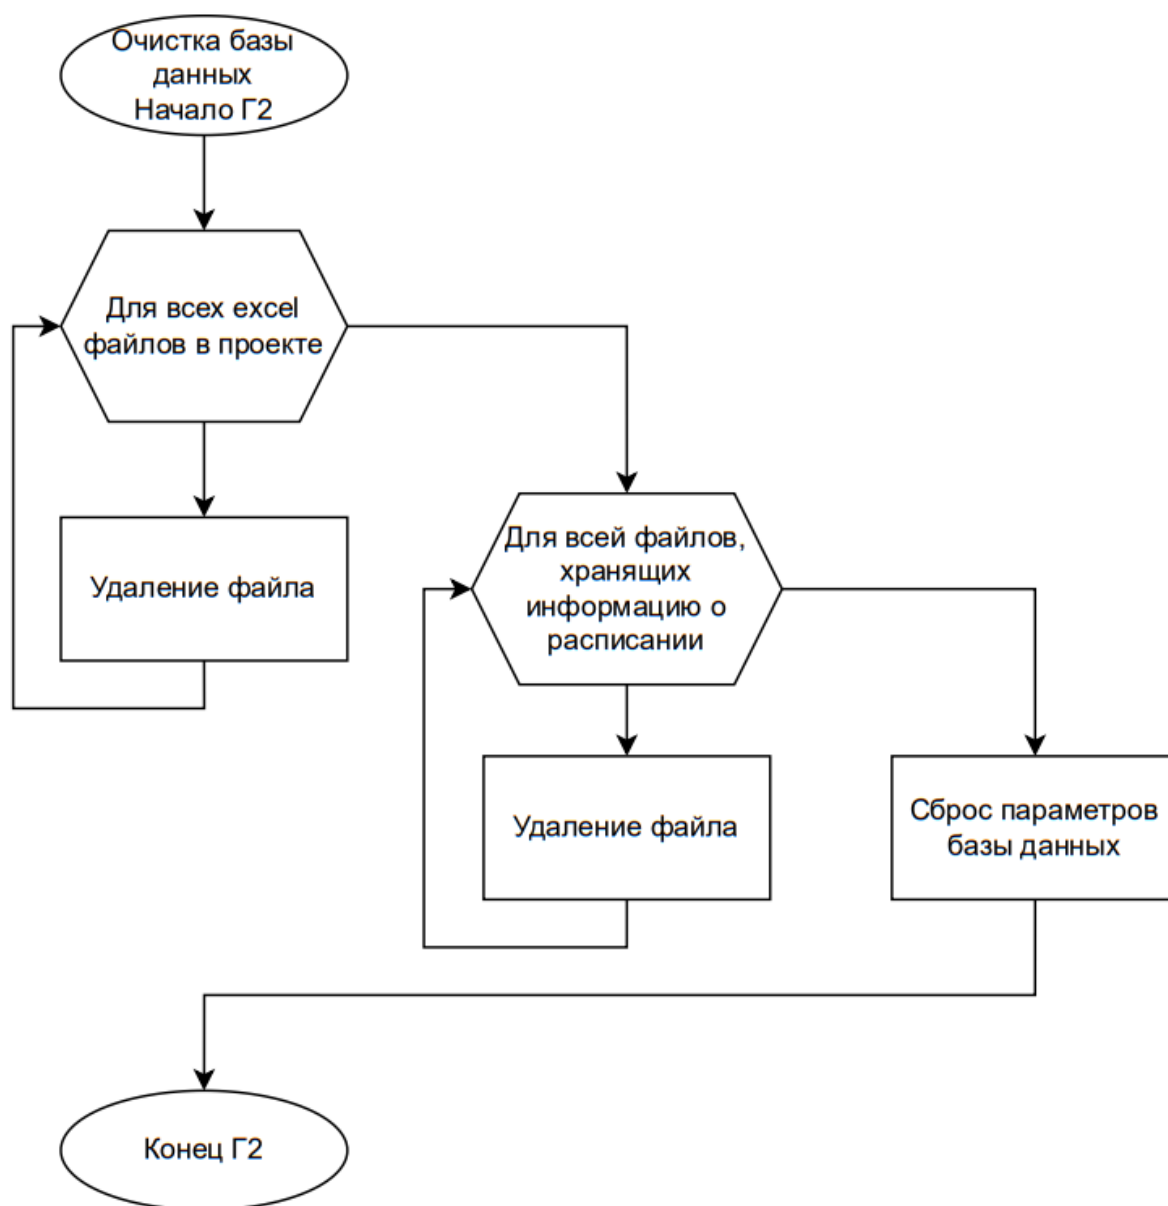 Очистка базы
данных
Начало Г2
Для всех excel
файлов в проекте
Удаление файла
Для всей файлов,
хранящих
информацию о
расписании
Удаление файла
Сброс параметров
базы данных
Конец Г2